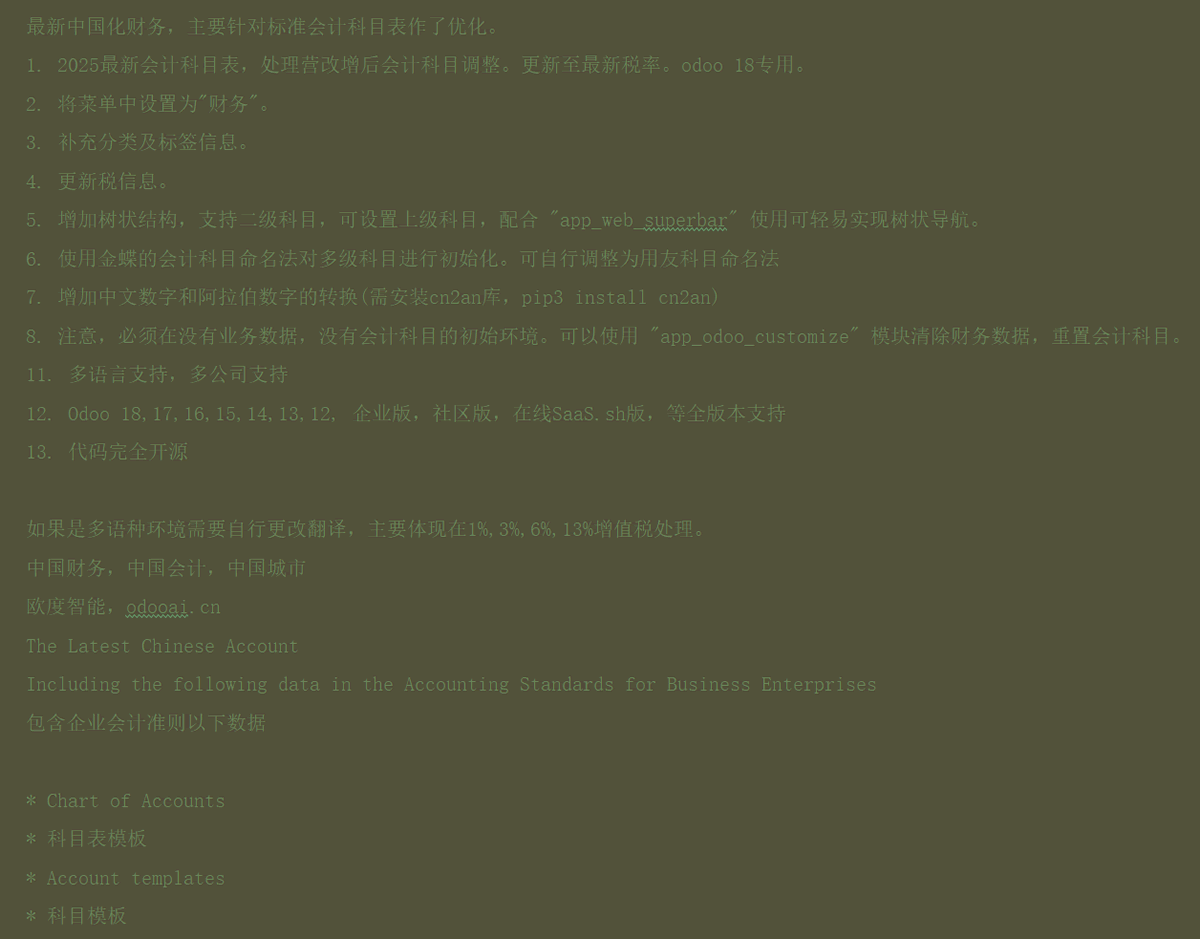 最新中国化财务，主要针对标准会计科目表作了优化。
1. 2025最新会计科目表，处理营改增后会计科目调整。更新至最新税率。odoo 18专用。
2. 将菜单中设置为"财务"。
3. 补充分类及标签信息。
4. 更新税信息。
5. 增加树状结构，支持二级科目，可设置上级科目，配合 "app_web_superbar" 使用可轻易实现树状导航。
6. 使用金蝶的会计科目命名法对多级科目进行初始化。可自行调整为用友科目命名法
7. 增加中文数字和阿拉伯数字的转换(需安装cn2an库，pip3 install cn2an)
8. 注意，必须在没有业务数据，没有会计科目的初始环境。可以使用 "app_odoo_customize" 模块清除财务数据，重置会计科目。
11. 多语言支持，多公司支持
12. Odoo 18,17,16,15,14,13,12, 企业版，社区版，在线SaaS.sh版，等全版本支持
13. 代码完全开源
如果是多语种环境需要自行更改翻译，主要体现在1%,3%,6%,13%增值税处理。
中国财务，中国会计，中国城市
欧度智能，odooai.cn
The Latest Chinese Account
Including the following data in the Accounting Standards for Business Enterprises
包含企业会计准则以下数据
* Chart of Accounts
* 科目表模板
* Account templates
* 科目模板